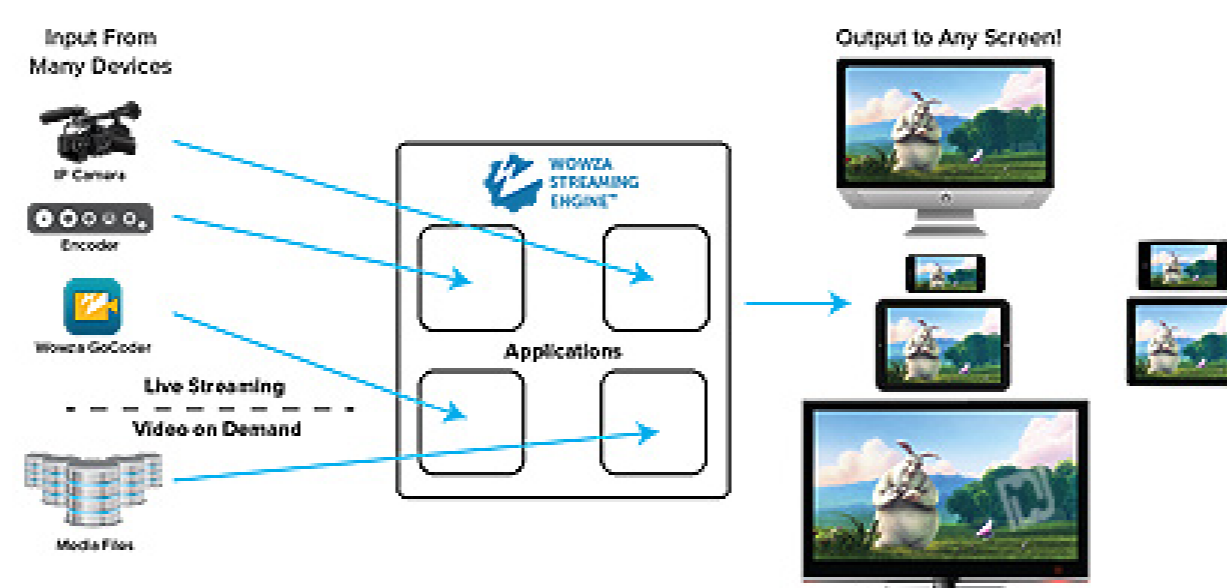 Input From
Many Devices
IP Camera
Encoder
Wowza GoCoder
Live Streaming
Video on Demand
Media Files
WOWZA
STREAMING
ENGINE™
Applications
Output to Any Screen!